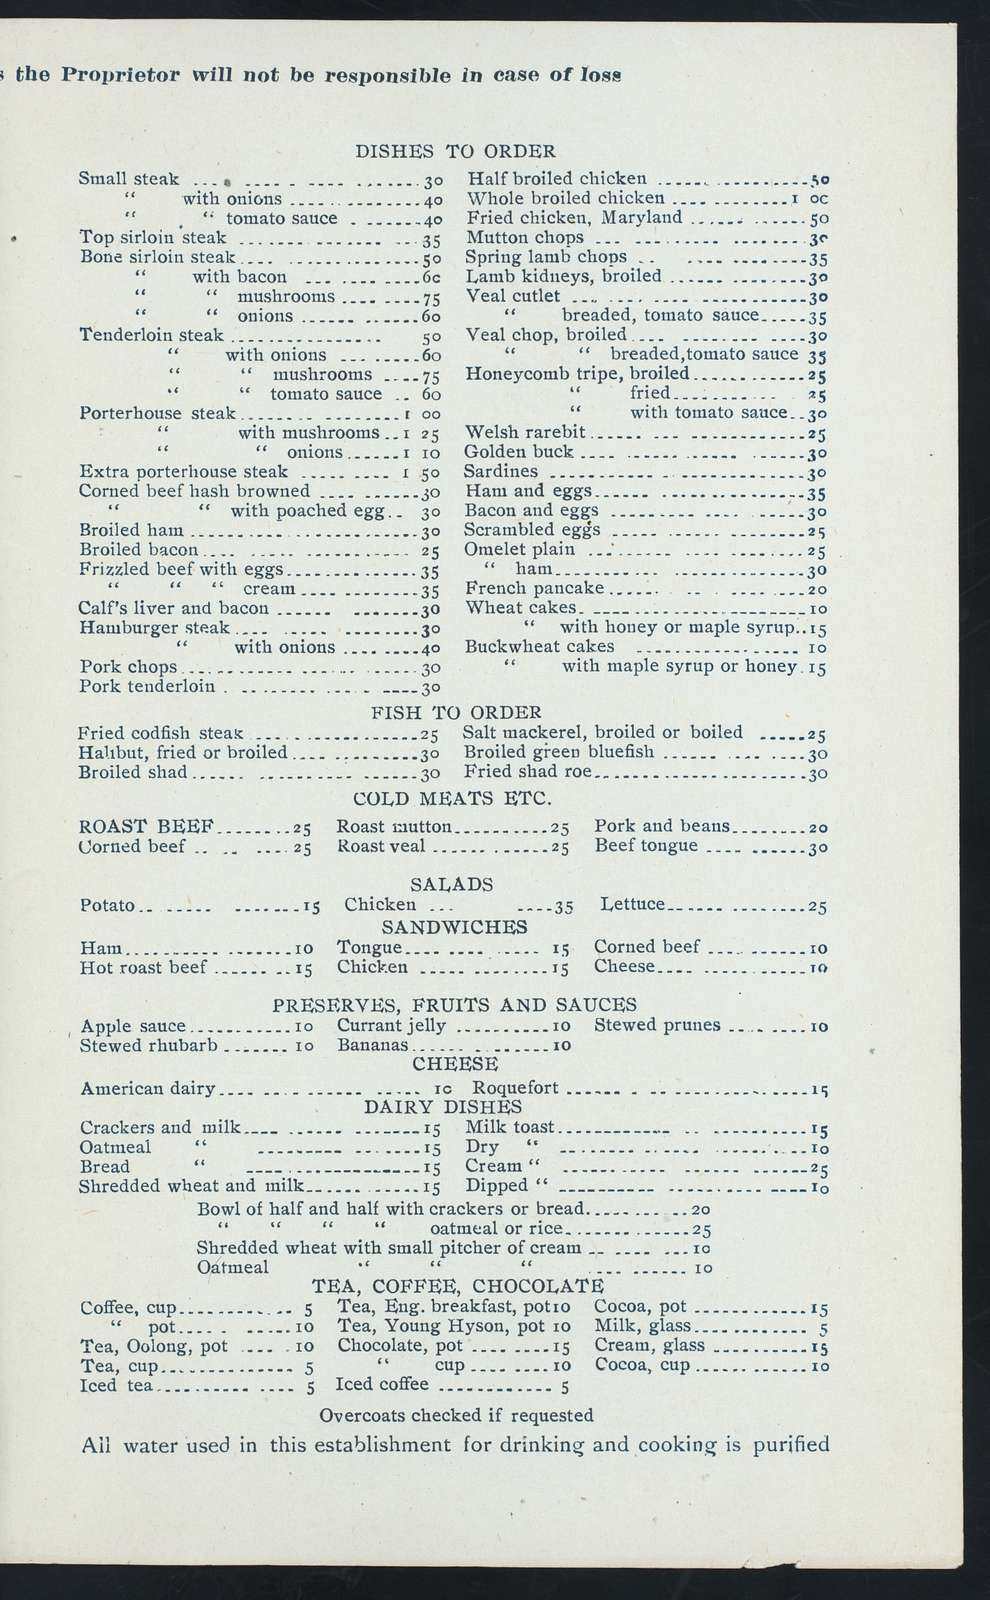 s the Proprietor will not be responsible in case of loss
DISHES TO ORDER
Small steak 30
" with onions 40
" " tomato sauce 40
Top sirloin steak 35
Bone sirloin steak 50
" with bacon 60
" " mushrooms 75
" " onions 60
Tenderloin steak 50
" with onions 60
" " mushrooms 75
" " tomato sauce 60
Porterhouse steak 1 00
" with mushrooms 1 25
" " onions 1 10
Extra porterhouse steak 1 50
Corned beef hash browned 30
" " with poached egg 30
Broiled ham 30
Broiled bacon 25
Frizzled beef with eggs 35
" " " cream 35
Calf's liver and bacon 30
Hamburger steak 30
" with onions 40
Pork chops 30
Pork tenderloin 30
Half broiled chicken 50
Whole broiled chicken 1 00
Fried chicken, Maryland 50
Mutton chops 30
Spring lamb chops 35
Lamb kidneys, broiled 30
Veal cutlet 30
" breaded, tomato sauce 35
Veal chop, broiled 30
" " breaded, tomato sauce 35
Honeycomb tripe, broiled 25
" fried 25
" with tomato sauce 30
Welsh rarebit 25
Golden buck 30
Sardines 30
Ham and eggs 35
Bacon and eggs 30
Scrambled eggs 25
Omelet plain 25
" ham 30
French pancake 20
Wheat cakes 10
" with honey or maple syrup 15
Buckwheat cakes 10
" with maple syrup or honey 15
FISH TO ORDER
Fried codfish steak 25
Halibut, fried or broiled 30
Broiled shad 30
Salt mackerel, broiled or boiled 25
Broiled green bluefish 30
Fried shad roe 30
COLD MEATS ETC.
ROAST BEEF 25 Roast mutton 25 Pork and beans 20
Corned beef 25 Roast veal 25 Beef tongue 30
SALADS
Potato 15 Chicken 35 Lettuce 25
SANDWICHES
Ham 10 Tongue 15 Corned beef 10
Hot roast beef 15 Chicken 15 Cheese 10
PRESERVES, FRUITS AND SAUCES
Apple sauce 10 Currant jelly 10 Stewed prunes 10
Stewed rhubarb 10 Bananas 10
CHEESE
American dairy 10 Roquefort 15
DAIRY DISHES
Crackers and milk 15 Milk toast 15
Oatmeal " 15 Dry " 10
Bread " 15 Cream " 25
Shredded wheat and milk 15 Dipped " 10
Bowl of half and half with crackers or bread 20
" " " " oatmeal or rice 25
Shredded wheat with small pitcher of cream 10
Oatmeal " " " 10
TEA, COFFEE, CHOCOLATE
Coffee, cup 5 Tea, Eng. breakfast, pot 10 Cocoa, pot 15
" pot 10 Tea, Young Hyson, pot 10 Milk, glass 5
Tea, Oolong, pot 10 Chocolate, pot 15 Cream, glass 15
Tea, cup 5 " cup 10 Cocoa, cup 10
Iced tea 5 Iced coffee 5
Overcoats checked if requested
All water used in this establishment for drinking and cooking is purified